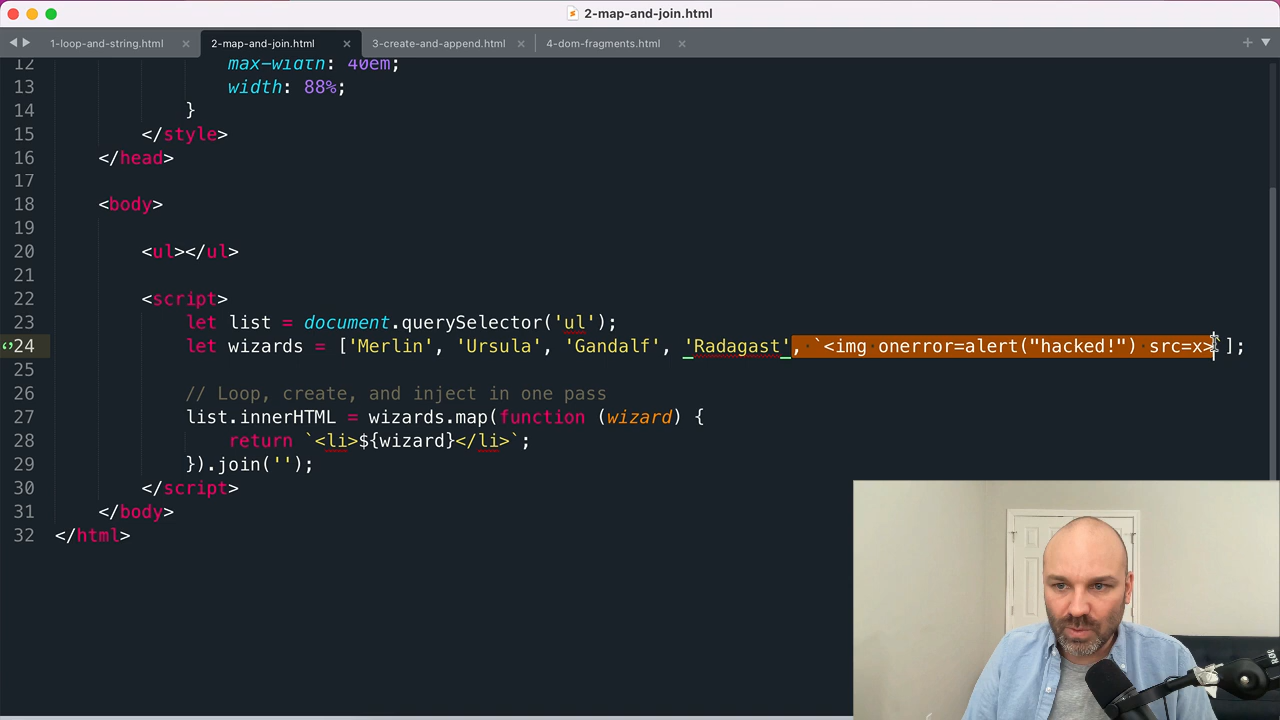 2-map-and-join.html
1-loop-and-string.html × 2-map-and-join.html × 3-create-and-append.html × 4-dom-fragments.html ×
12 max-width: 40em;
13 width: 88%;
14 }
15 </style>
16 </head>
17
18 <body>
19
20 <ul></ul>
21
22 <script>
23 let list = document.querySelector('ul');
24 let wizards = ['Merlin', 'Ursula', 'Gandalf', 'Radagast', `<img onerror=alert("hacked!") src=x> ];
25
26 // Loop, create, and inject in one pass
27 list.innerHTML = wizards.map(function (wizard) {
28 return `<li>${wizard}</li>`;
29 }).join('');
30 </script>
31 </body>
32 </html>